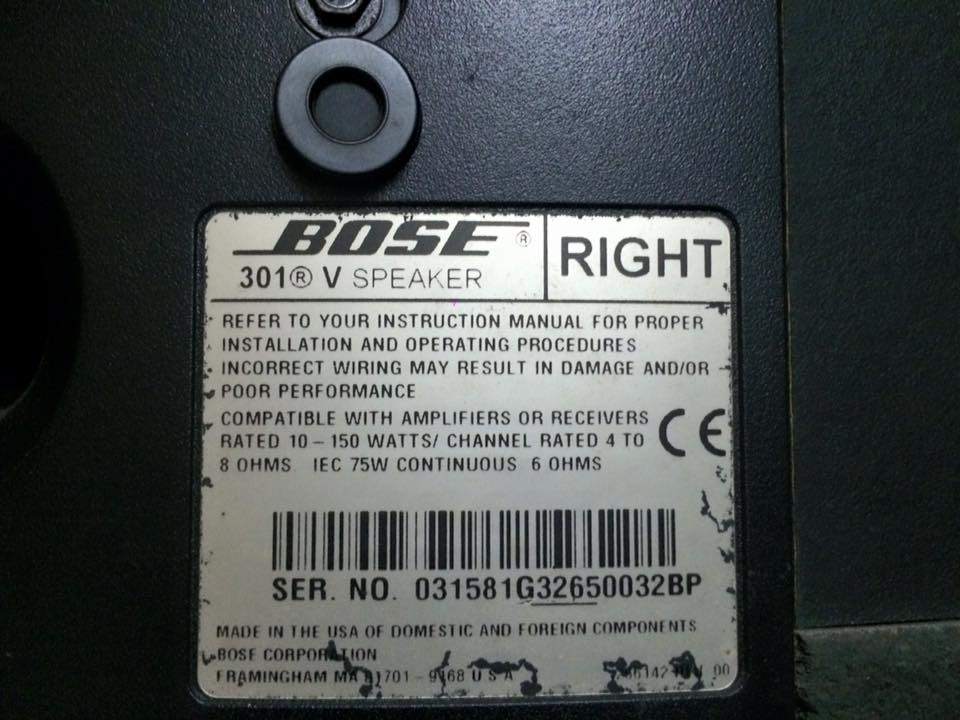 BOSE®
301® V SPEAKER
RIGHT
REFER TO YOUR INSTRUCTION MANUAL FOR PROPER
INSTALLATION AND OPERATING PROCEDURES
INCORRECT WIRING MAY RESULT IN DAMAGE AND/OR
POOR PERFORMANCE
COMPATIBLE WITH AMPLIFIERS OR RECEIVERS
RATED 10 – 150 WATTS/ CHANNEL RATED 4 TO
8 OHMS IEC 75W CONTINUOUS 6 OHMS
CE
SER. NO. 031581G32650032BP
MADE IN THE USA OF DOMESTIC AND FOREIGN COMPONENTS
BOSE CORPORATION
FRAMINGHAM MA U S A